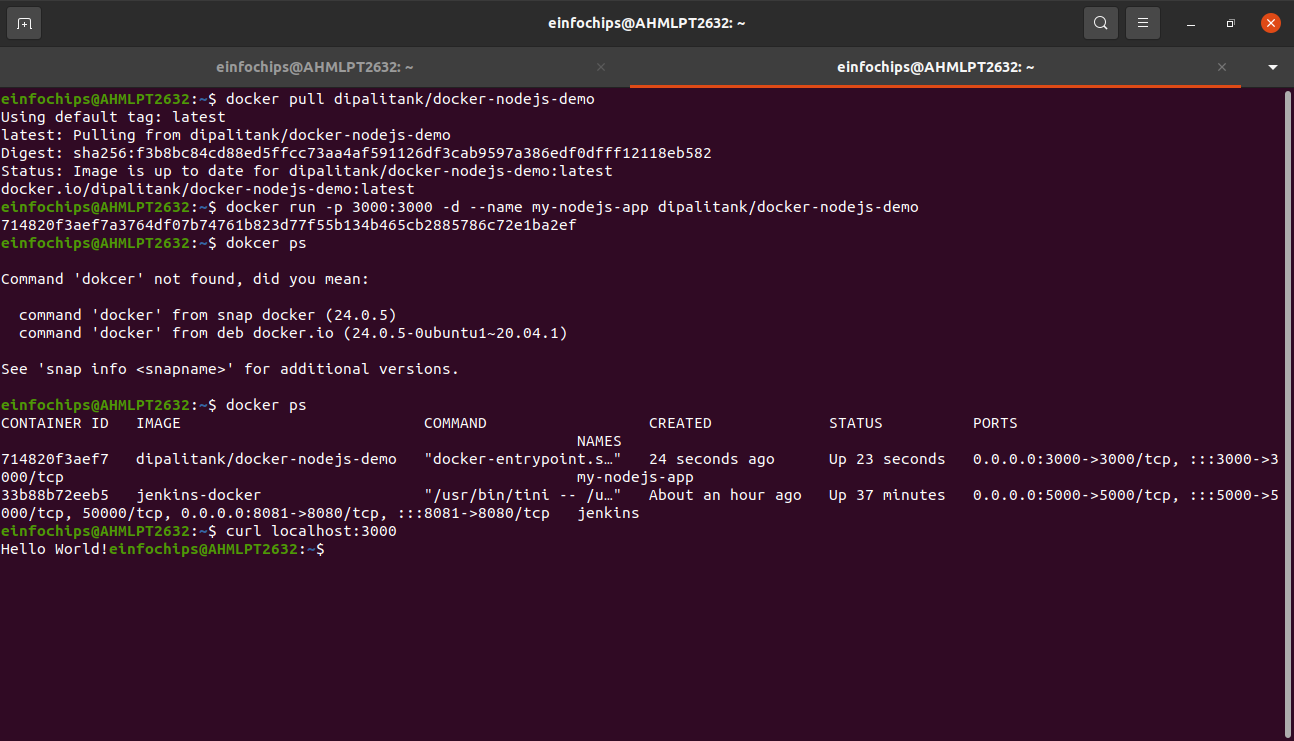 einfochips@AHMLPT2632: ~
einfochips@AHMLPT2632: ~
einfochips@AHMLPT2632: ~
einfochips@AHMLPT2632:~$ docker pull dipalitank/docker-nodejs-demo
Using default tag: latest
latest: Pulling from dipalitank/docker-nodejs-demo
Digest: sha256:f3b8bc84cd88ed5ffcc73aa4af591126df3cab9597a386edf0dfff12118eb582
Status: Image is up to date for dipalitank/docker-nodejs-demo:latest
docker.io/dipalitank/docker-nodejs-demo:latest
einfochips@AHMLPT2632:~$ docker run -p 3000:3000 -d --name my-nodejs-app dipalitank/docker-nodejs-demo
714820f3aef7a3764df07b74761b823d77f55b134b465cb2885786c72e1ba2ef
einfochips@AHMLPT2632:~$ dokcer ps
Command 'dokcer' not found, did you mean:
  command 'docker' from snap docker (24.0.5)
  command 'docker' from deb docker.io (24.0.5-0ubuntu1~20.04.1)
See 'snap info <snapname>' for additional versions.
einfochips@AHMLPT2632:~$ docker ps
CONTAINER ID   IMAGE                           COMMAND                  CREATED             STATUS          PORTS
                                                                NAMES
714820f3aef7   dipalitank/docker-nodejs-demo   "docker-entrypoint.s…"   24 seconds ago      Up 23 seconds   0.0.0.0:3000->3000/tcp, :::3000->3
000/tcp                                                         my-nodejs-app
33b88b72eeb5   jenkins-docker                  "/usr/bin/tini -- /u…"   About an hour ago   Up 37 minutes   0.0.0.0:5000->5000/tcp, :::5000->5
000/tcp, 50000/tcp, 0.0.0.0:8081->8080/tcp, :::8081->8080/tcp   jenkins
einfochips@AHMLPT2632:~$ curl localhost:3000
Hello World!einfochips@AHMLPT2632:~$